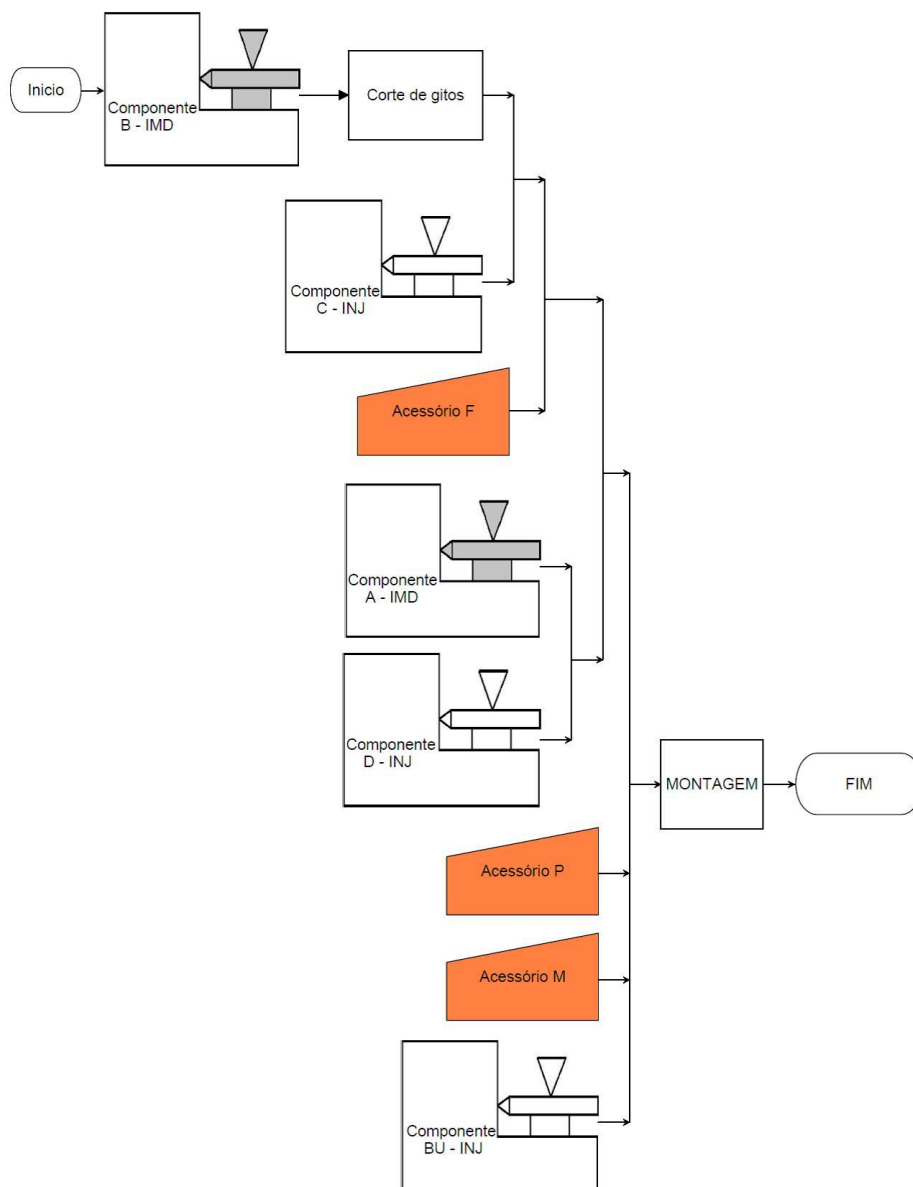 Inicio
Componente
B - IMD
Corte de gitos
Componente
C - INJ
Acessório F
Componente
A - IMD
Componente
D - INJ
MONTAGEM
FIM
Acessório P
Acessório M
Componente
BU - INJ